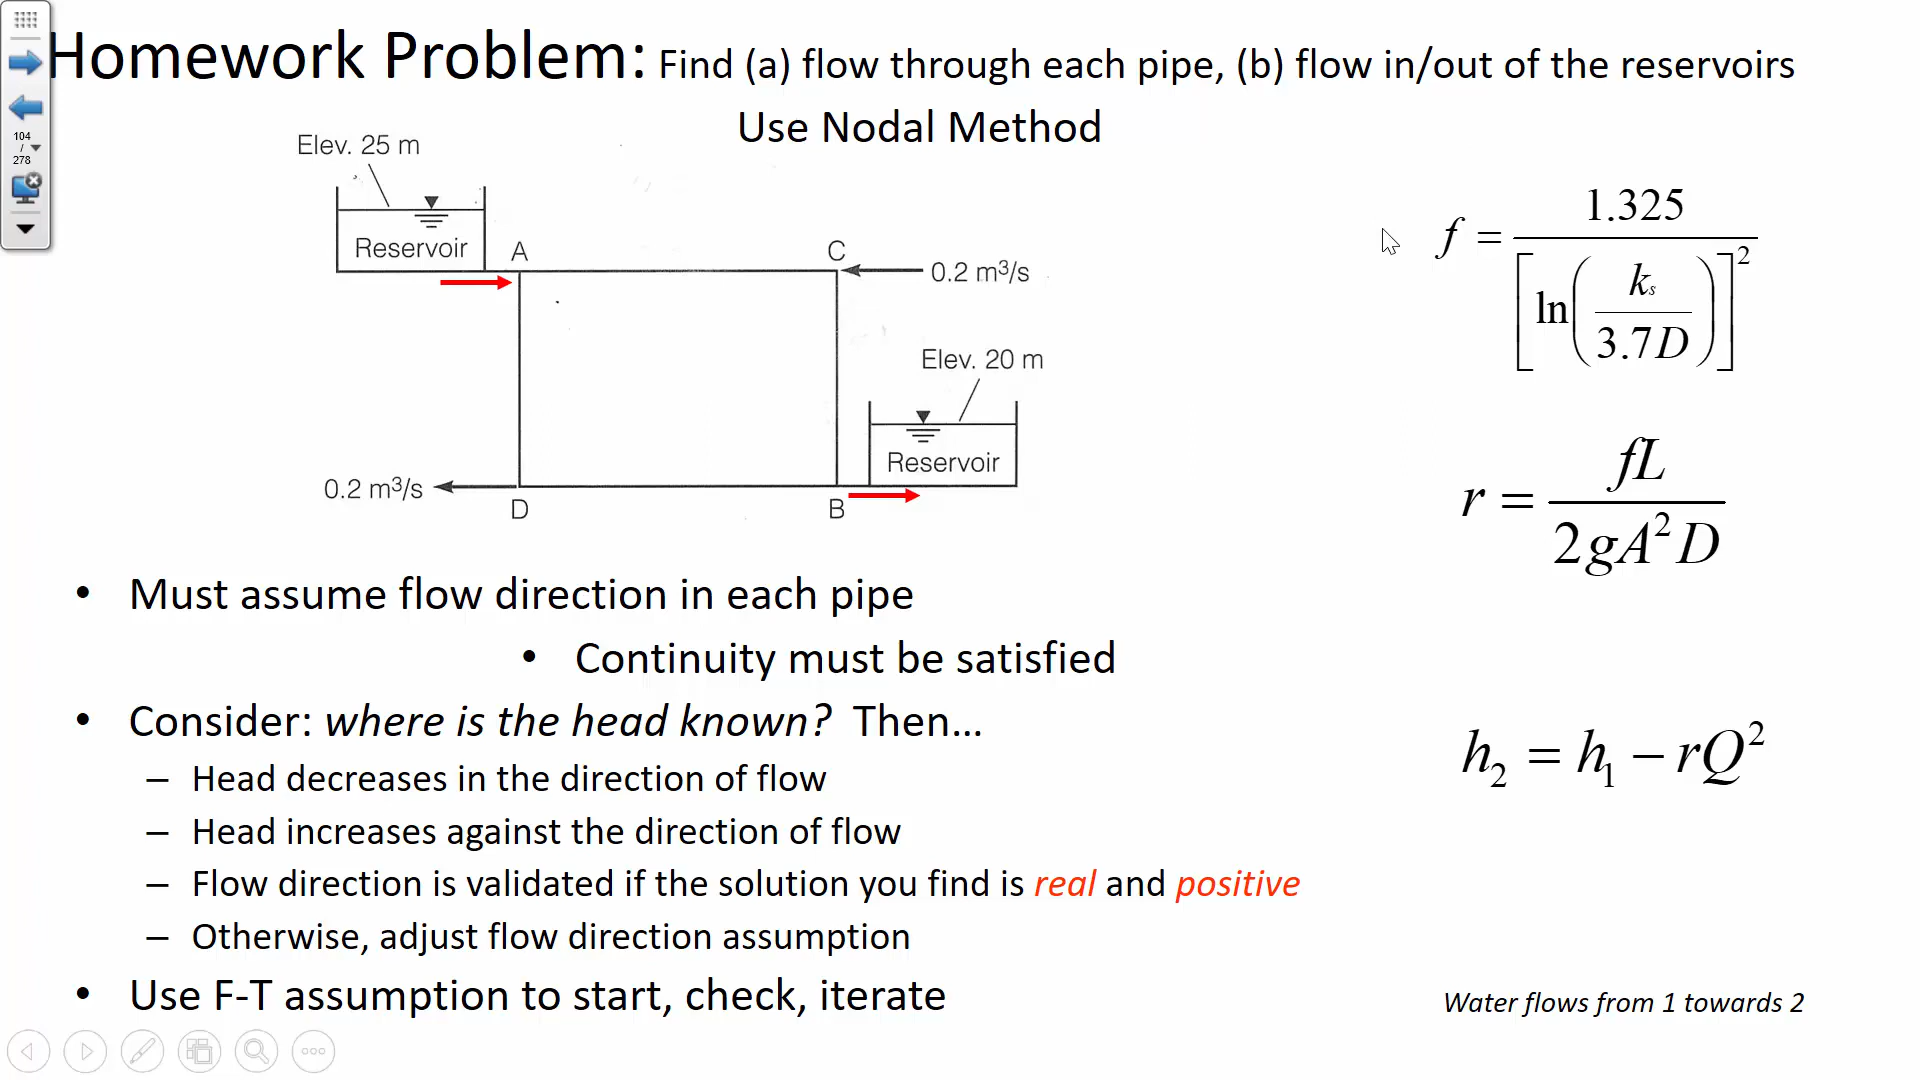 Homework Problem: Find (a) flow through each pipe, (b) flow in/out of the reservoirs
Use Nodal Method
104
/
278
Elev. 25 m
Reservoir
A
C
0.2 m³/s
Elev. 20 m
Reservoir
0.2 m³/s
D
B
f = 1.325 / [ln(kₛ / 3.7D)]²
r = fL / 2gA²D
h₂ = h₁ − rQ²
• Must assume flow direction in each pipe
• Continuity must be satisfied
• Consider: where is the head known? Then...
– Head decreases in the direction of flow
– Head increases against the direction of flow
– Flow direction is validated if the solution you find is real and positive
– Otherwise, adjust flow direction assumption
• Use F-T assumption to start, check, iterate
Water flows from 1 towards 2